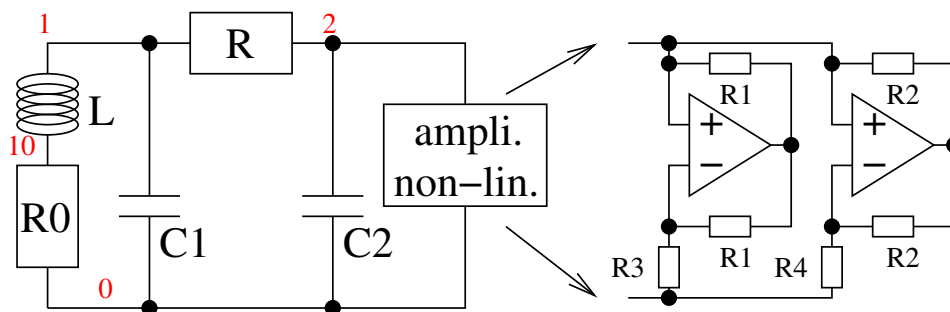 1
R
2
L
10
ampli.
non-lin.
R0
C1
C2
0
R1
R2
+
+
−
−
R1
R2
R3
R4